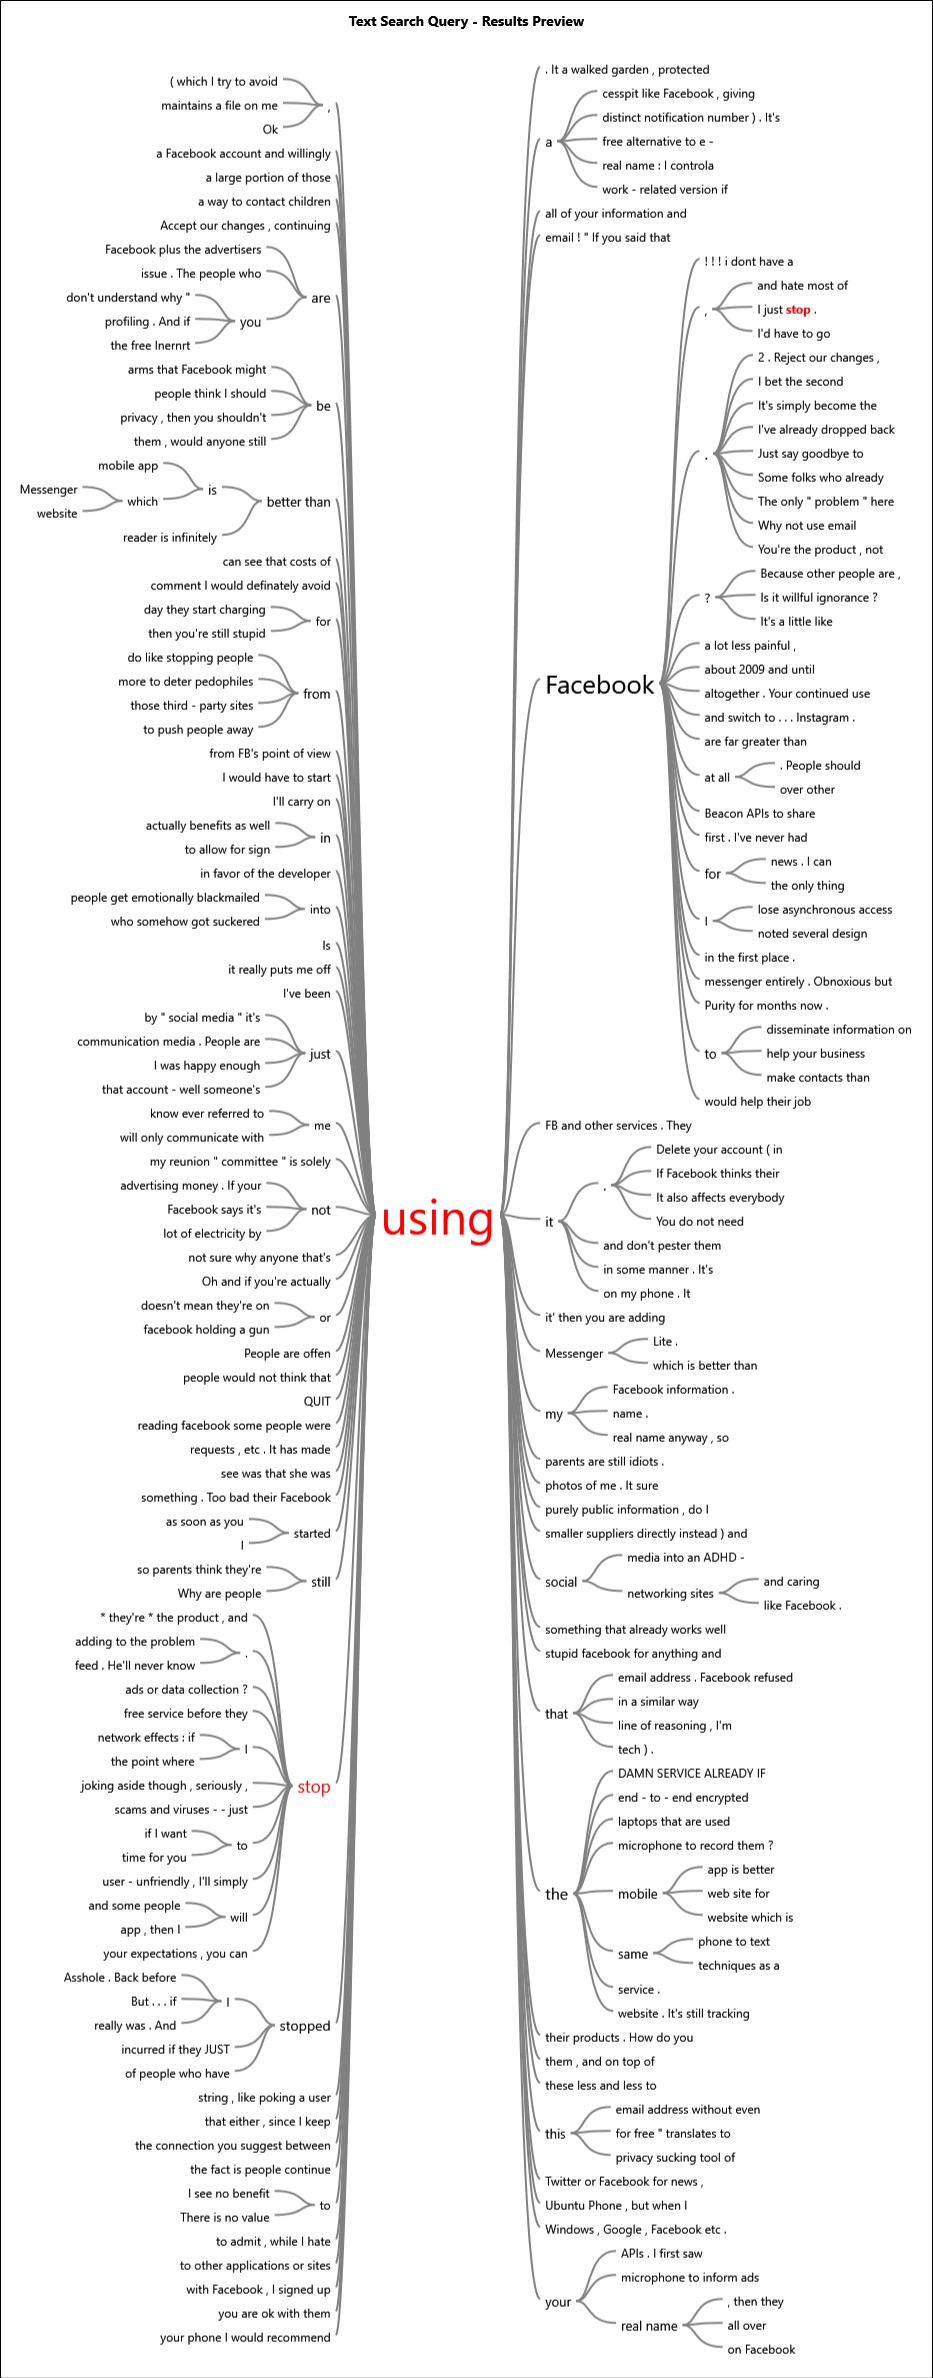 Text Search Query - Results Preview
( which I try to avoid
maintains a file on me
Ok
,
a Facebook account and willingly
a large portion of those
a way to contact children
Accept our changes , continuing
Facebook plus the advertisers
issue . The people who
don't understand why "
profiling . And if
the free Inernrt
you
are
arms that Facebook might
people think I should
privacy , then you shouldn't
them , would anyone still
be
mobile app
Messenger
website
which
is
reader is infinitely
better than
can see that costs of
comment I would definately avoid
day they start charging
then you're still stupid
for
do like stopping people
more to deter pedophiles
those third - party sites
to push people away
from
from FB's point of view
I would have to start
I'll carry on
actually benefits as well
to allow for sign
in
in favor of the developer
people get emotionally blackmailed
who somehow got suckered
into
Is
it really puts me off
I've been
by " social media " it's
communication media . People are
I was happy enough
that account - well someone's
just
know ever referred to
will only communicate with
me
my reunion " committee " is solely
advertising money . If your
Facebook says it's
lot of electricity by
not
not sure why anyone that's
Oh and if you're actually
doesn't mean they're on
facebook holding a gun
or
People are offen
people would not think that
QUIT
reading facebook some people were
requests , etc . It has made
see was that she was
something . Too bad their Facebook
as soon as you
I
started
so parents think they're
Why are people
still
* they're * the product , and
adding to the problem
feed . He'll never know
.
ads or data collection ?
free service before they
network effects : if
the point where
I
joking aside though , seriously ,
scams and viruses - - just
if I want
time for you
to
user - unfriendly , I'll simply
and some people
app , then I
will
your expectations , you can
stop
Asshole . Back before
But . . . if
really was . And
I
incurred if they JUST
of people who have
stopped
string , like poking a user
that either , since I keep
the connection you suggest between
the fact is people continue
I see no benefit
There is no value
to
to admit , while I hate
to other applications or sites
with Facebook , I signed up
you are ok with them
your phone I would recommend
using
. It a walked garden , protected
a
cesspit like Facebook , giving
distinct notification number ) . It's
free alternative to e -
real name : I controla
work - related version if
all of your information and
email ! " If you said that
Facebook
! ! ! i dont have a
,
and hate most of
I just stop .
I'd have to go
.
2 . Reject our changes ,
I bet the second
It's simply become the
I've already dropped back
Just say goodbye to
Some folks who already
The only " problem " here
Why not use email
You're the product , not
?
Because other people are ,
Is it willful ignorance ?
It's a little like
a lot less painful ,
about 2009 and until
altogether . Your continued use
and switch to . . . Instagram .
are far greater than
at all
. People should
over other
Beacon APIs to share
first . I've never had
for
news . I can
the only thing
I
lose asynchronous access
noted several design
in the first place .
messenger entirely . Obnoxious but
Purity for months now .
to
disseminate information on
help your business
make contacts than
would help their job
FB and other services . They
it
.
Delete your account ( in
If Facebook thinks their
It also affects everybody
You do not need
and don't pester them
in some manner . It's
on my phone . It
it' then you are adding
Messenger
Lite .
which is better than
my
Facebook information .
name .
real name anyway , so
parents are still idiots .
photos of me . It sure
purely public information , do I
smaller suppliers directly instead ) and
social
media into an ADHD -
networking sites
and caring
like Facebook .
something that already works well
stupid facebook for anything and
that
email address . Facebook refused
in a similar way
line of reasoning , I'm
tech ) .
the
DAMN SERVICE ALREADY IF
end - to - end encrypted
laptops that are used
microphone to record them ?
mobile
app is better
web site for
website which is
same
phone to text
techniques as a
service .
website . It's still tracking
their products . How do you
them , and on top of
these less and less to
this
email address without even
for free " translates to
privacy sucking tool of
Twitter or Facebook for news ,
Ubuntu Phone , but when I
Windows , Google , Facebook etc .
your
APIs . I first saw
microphone to inform ads
real name
, then they
all over
on Facebook